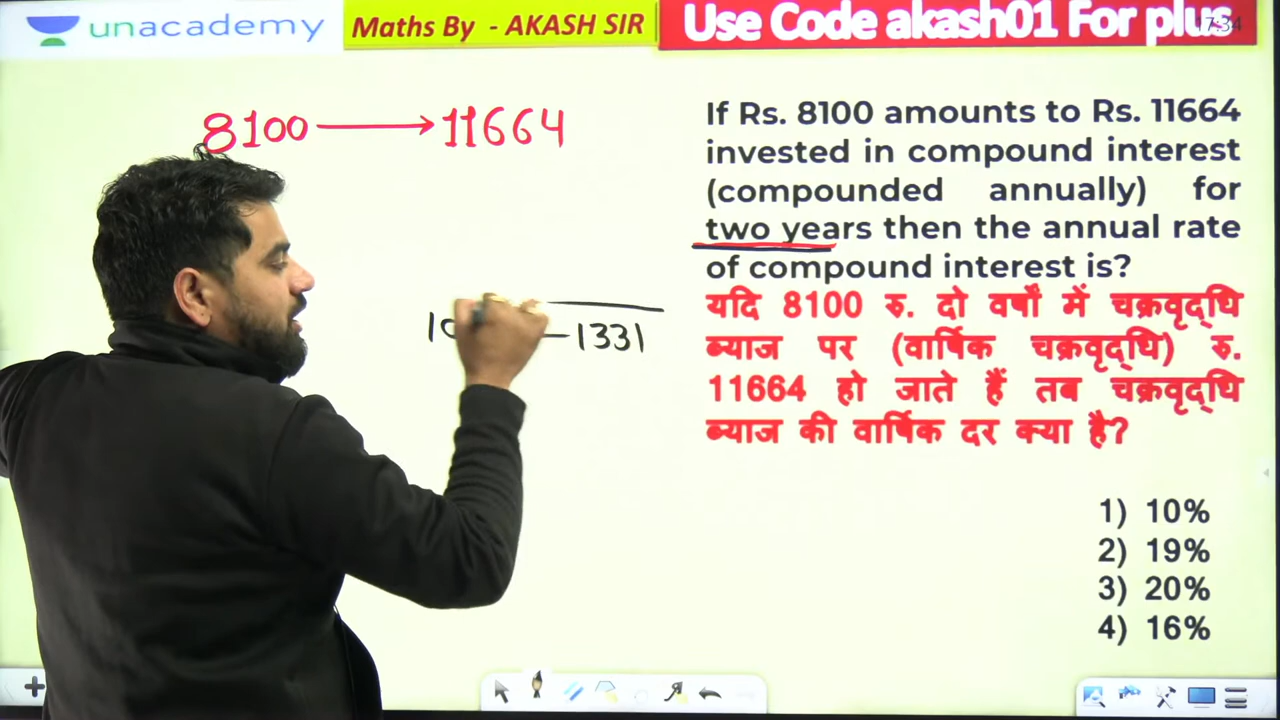 unacademy
Maths By - AKASH SIR
Use Code akash01 For plus
17:34
8100 → 11664
If Rs. 8100 amounts to Rs. 11664
invested in compound interest
(compounded annually) for
two years then the annual rate
of compound interest is?
— 1331
यदि 8100 रु. दो वर्षों में चक्रवृद्धि
ब्याज पर (वार्षिक चक्रवृद्धि) रु.
11664 हो जाते हैं तब चक्रवृद्धि
ब्याज की वार्षिक दर क्या है?
1) 10%
2) 19%
3) 20%
4) 16%